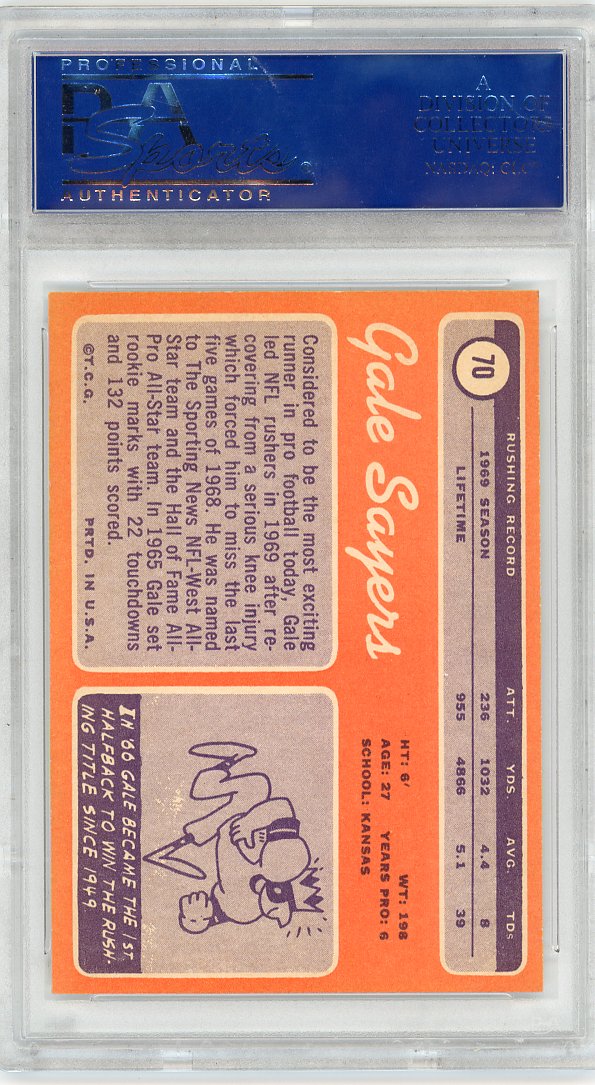 PROFESSIONAL
PSA
Sports
AUTHENTICATOR
A
DIVISION OF
COLLECTORS
UNIVERSE
NASDAQ: CLCT
70
RUSHING RECORD ATT. YDS. AVG. TDs
1969 SEASON 236 1032 4.4 8
LIFETIME 955 4866 5.1 39
Gale Sayers
HT: 6' WT: 198
AGE: 27 YEARS PRO: 6
SCHOOL: KANSAS
Considered to be the most exciting
runner in pro football today, Gale
led NFL rushers in 1969 after re-
covering from a serious knee injury
which forced him to miss the last
five games of 1968. He was named
to The Sporting News NFL-West All-
Star team and the Hall of Fame All-
Pro All-Star team. In 1965 Gale set
rookie marks with 22 touchdowns
and 132 points scored.
©T.C.G. PRTD. IN U.S.A.
IN '66 GALE BECAME THE 1ST
HALFBACK TO WIN THE RUSH-
ING TITLE SINCE 1949.